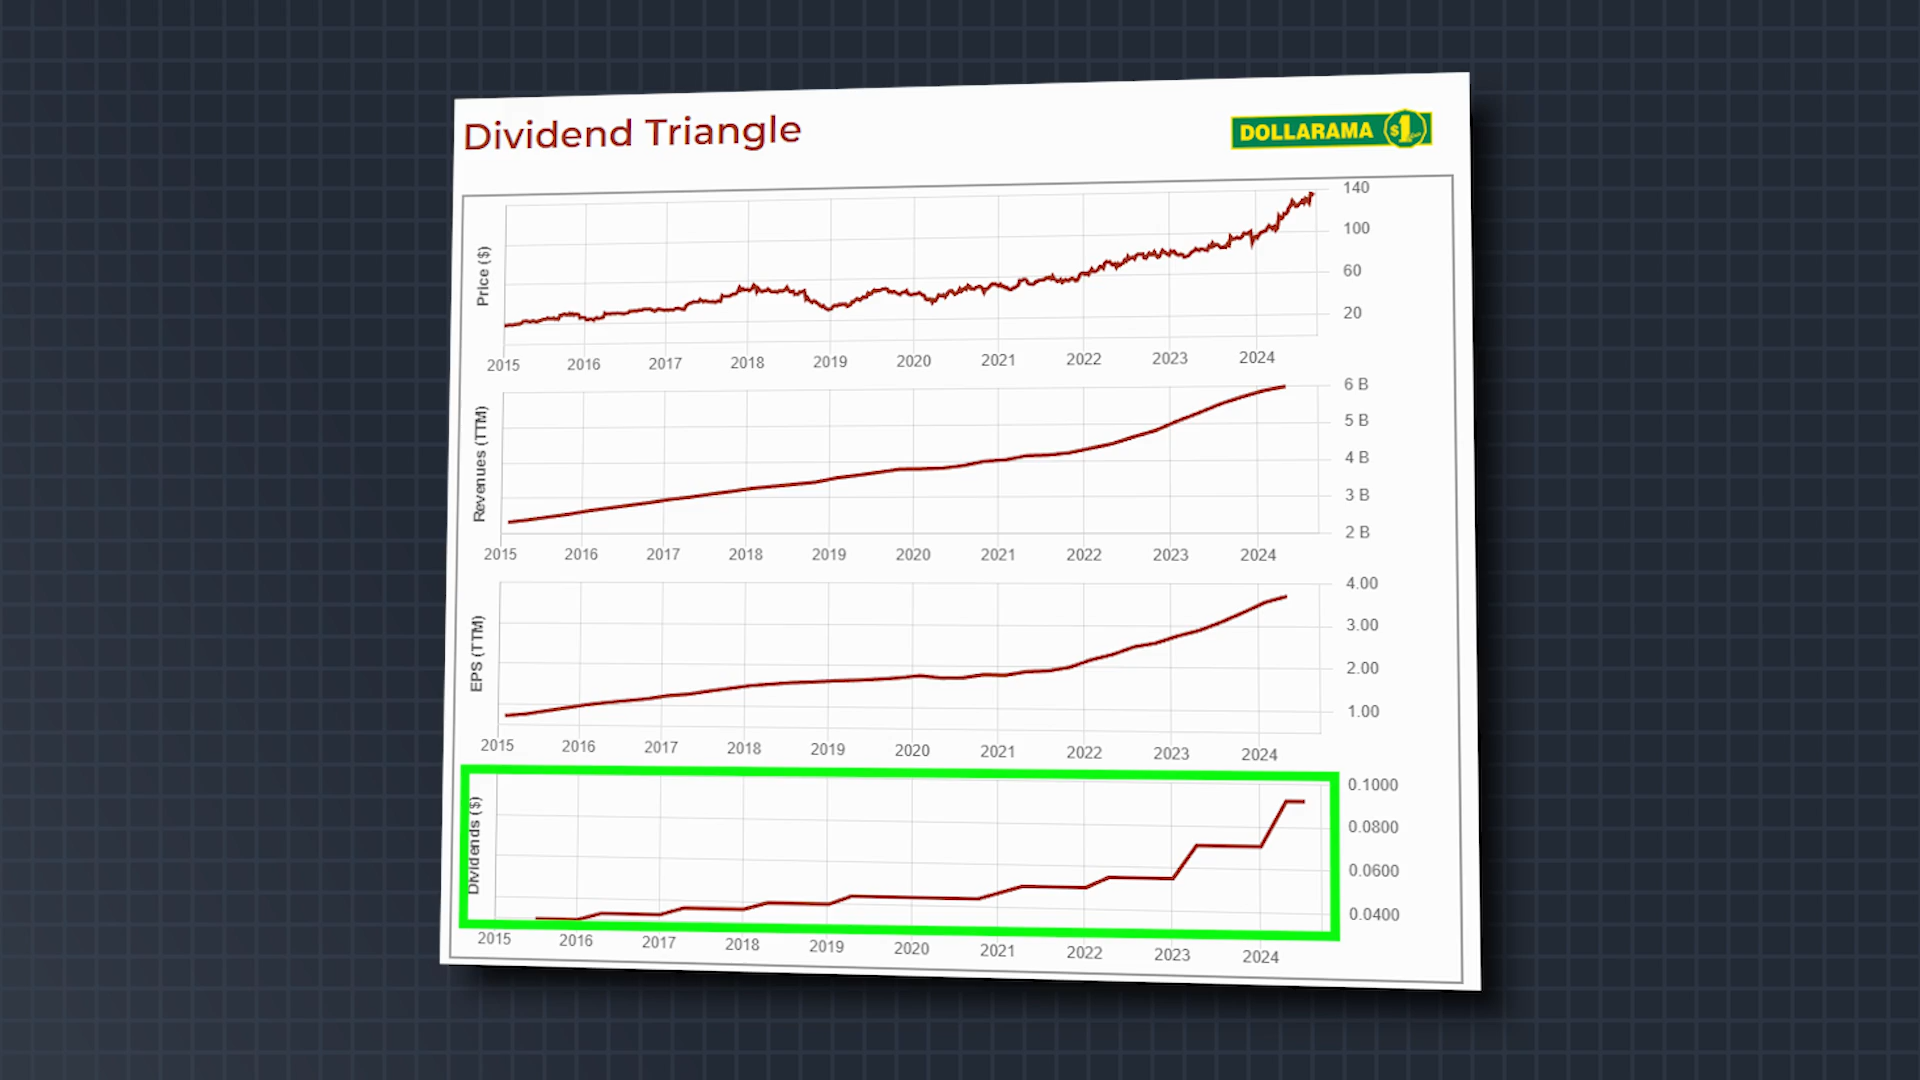 Dividend Triangle
DOLLARAMA $1
Price ($)
140
100
60
20
2015 2016 2017 2018 2019 2020 2021 2022 2023 2024
Revenues (TTM)
6 B
5 B
4 B
3 B
2 B
2015 2016 2017 2018 2019 2020 2021 2022 2023 2024
EPS (TTM)
4.00
3.00
2.00
1.00
2015 2016 2017 2018 2019 2020 2021 2022 2023 2024
Dividends ($)
0.1000
0.0800
0.0600
0.0400
2015 2016 2017 2018 2019 2020 2021 2022 2023 2024